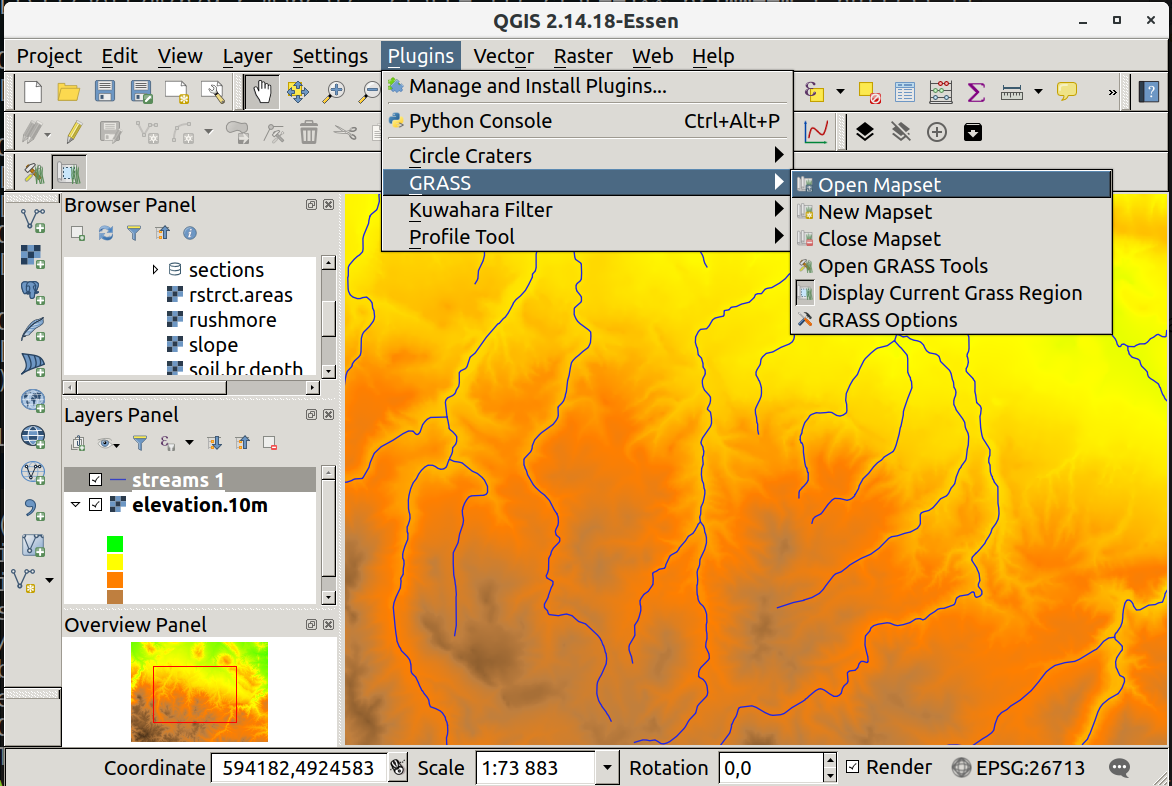 QGIS 2.14.18-Essen
Project Edit View Layer Settings Plugins Vector Raster Web Help
Manage and Install Plugins...
Python Console Ctrl+Alt+P
Circle Craters
GRASS
Kuwahara Filter
Profile Tool
Open Mapset
New Mapset
Close Mapset
Open GRASS Tools
Display Current Grass Region
GRASS Options
Browser Panel
sections
rstrct.areas
rushmore
slope
soil.br.depth
Layers Panel
streams 1
elevation.10m
Overview Panel
Coordinate 594182,4924583 Scale 1:73 883 Rotation 0,0 Render EPSG:26713